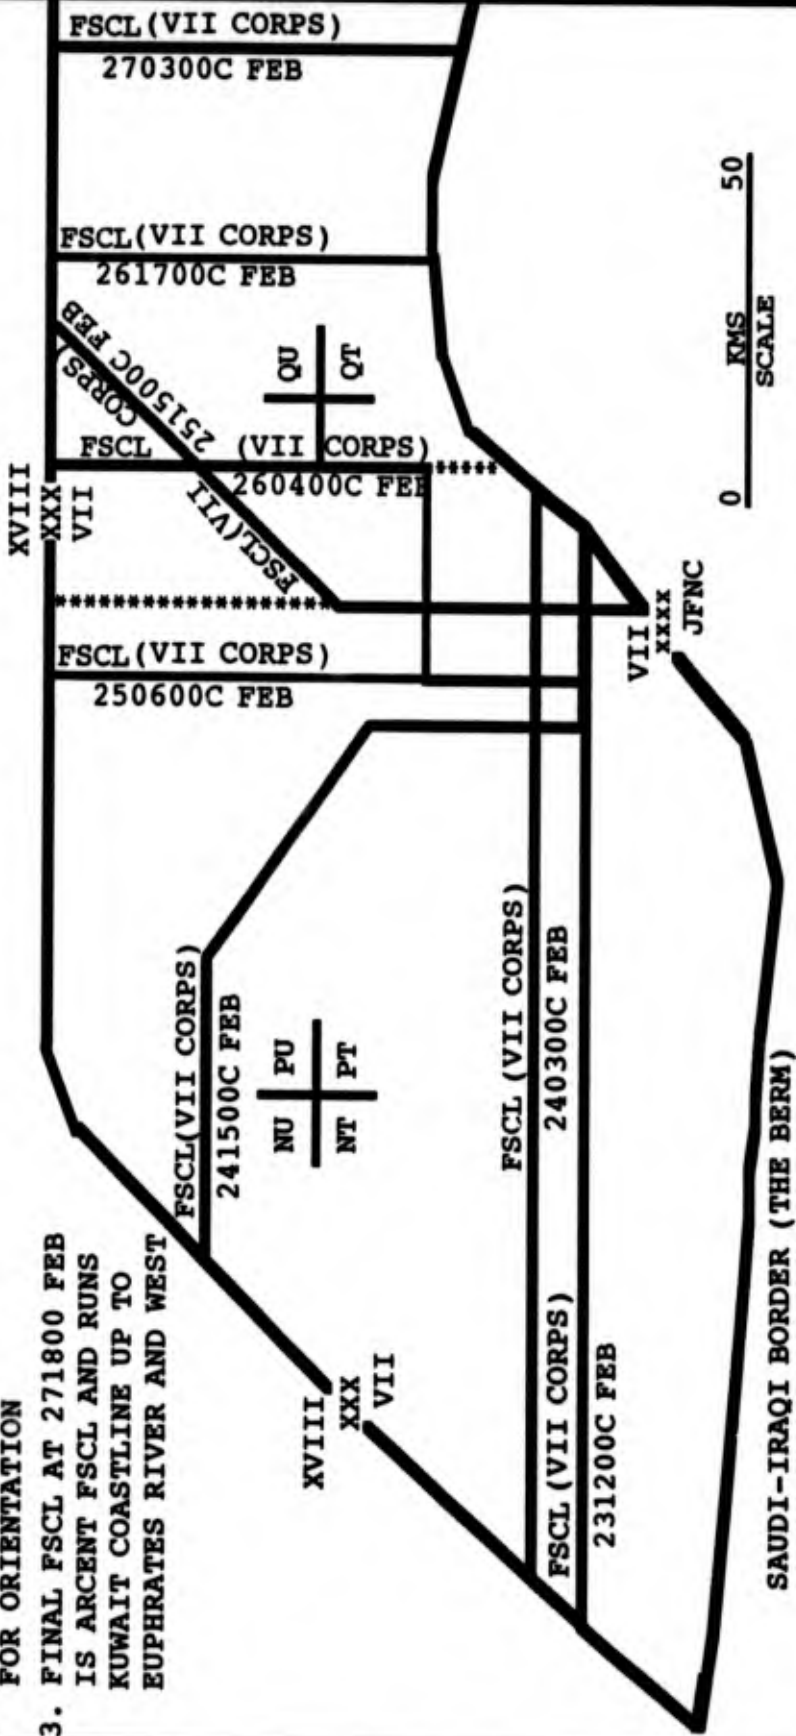 FOR ORIENTATION
3. FINAL FSCL AT 271800 FEB
IS ARCENT FSCL AND RUNS
KUWAIT COASTLINE UP TO
EUPHRATES RIVER AND WEST
XVIII
XXX
VII
FSCL(VII CORPS)
241500C FEB
NU PU
NT PT
FSCL(VII CORPS)
240300C FEB
FSCL(VII CORPS)
231200C FEB
SAUDI-IRAQI BORDER (THE BERM)
XVIII
XXX
VII
FSCL(VII CORPS)
250600C FEB
FSCL(VII CORPS)
251500C FEB
FSCL (VII CORPS)
260400C FEB
QU
QT
FSCL(VII CORPS)
261700C FEB
FSCL(VII CORPS)
270300C FEB
VII
XXXX
JFNC
0 KMS 50
SCALE